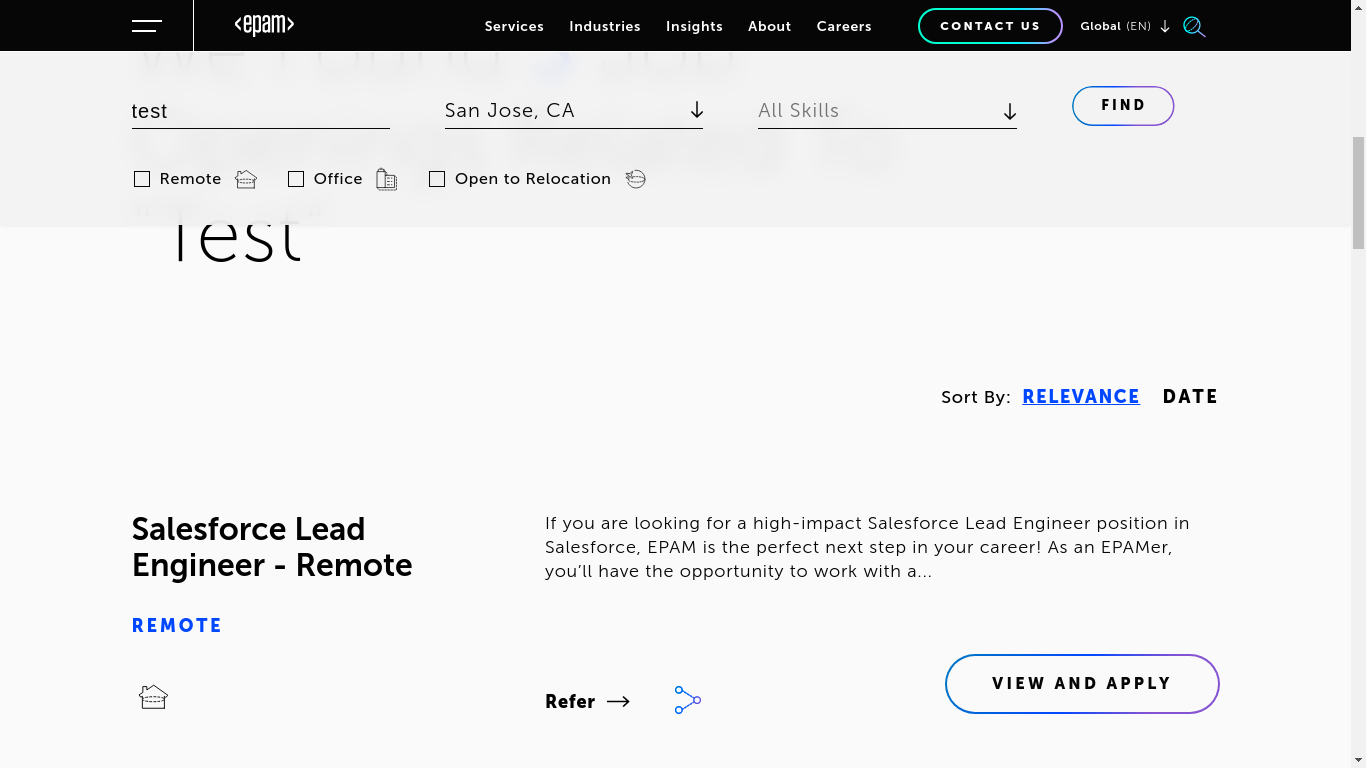 <epam>
Services Industries Insights About Careers CONTACT US Global (EN)
test San Jose, CA All Skills FIND
Remote Office Open to Relocation
"Test"
Sort By: RELEVANCE DATE
Salesforce Lead
Engineer - Remote
REMOTE
If you are looking for a high-impact Salesforce Lead Engineer position in
Salesforce, EPAM is the perfect next step in your career! As an EPAMer,
you’ll have the opportunity to work with a...
Refer
VIEW AND APPLY